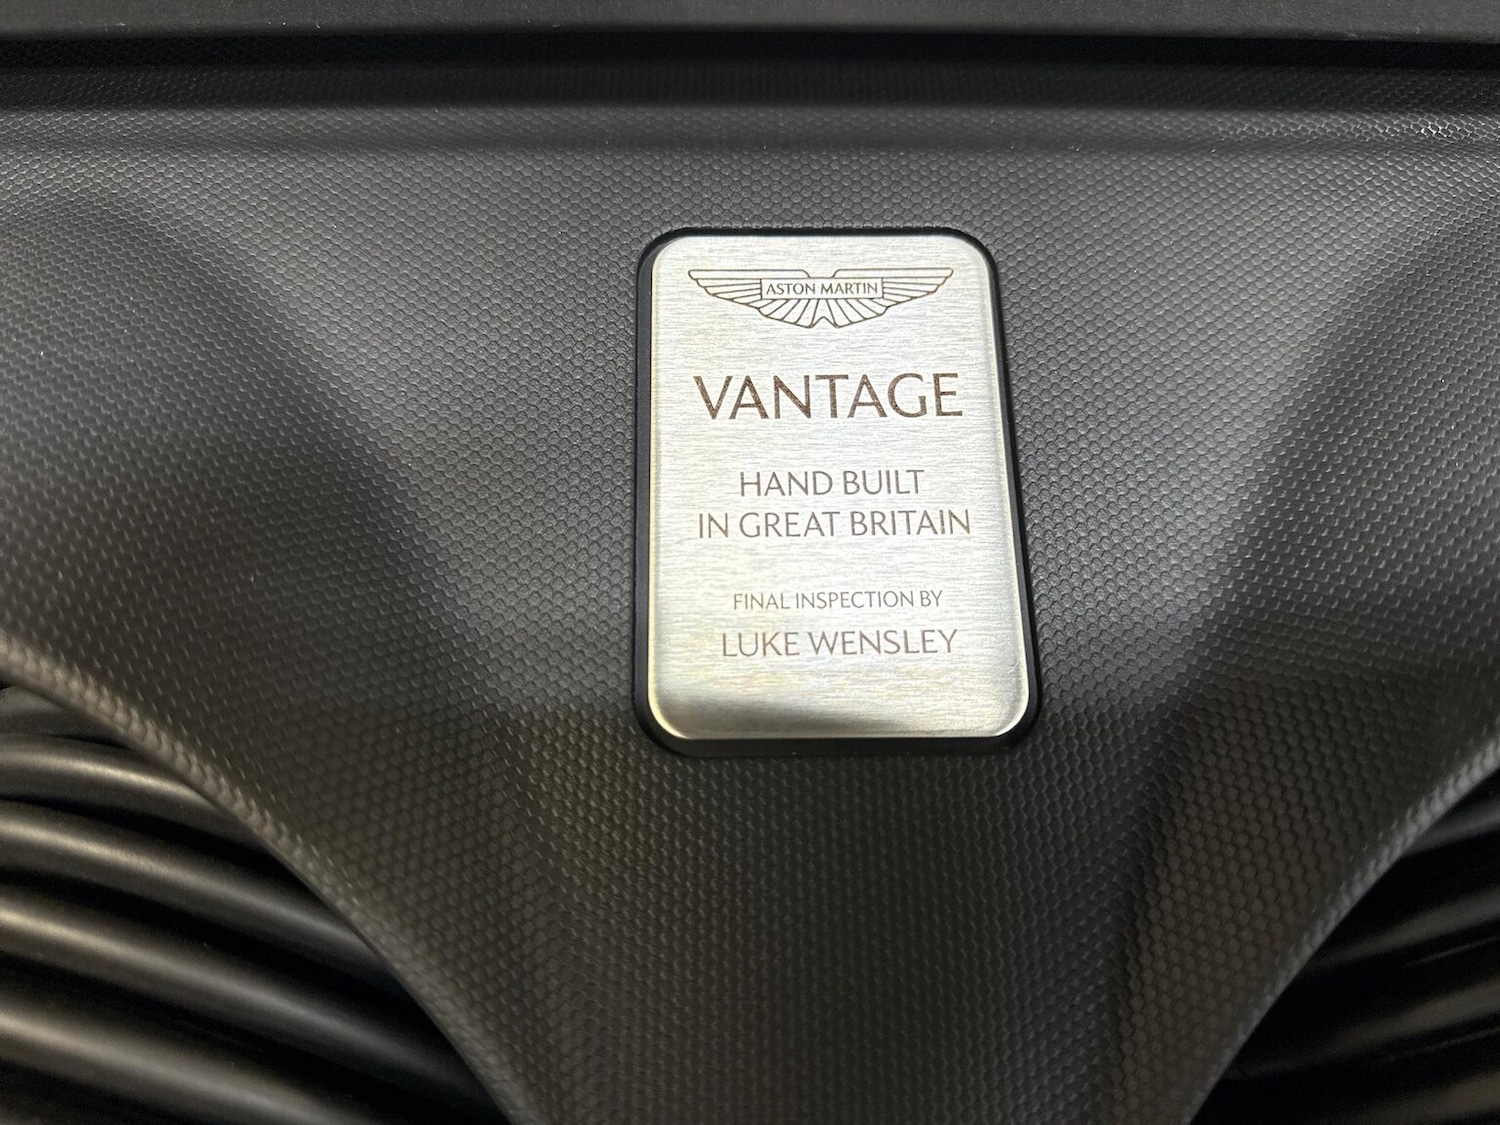 ASTON MARTIN
VANTAGE
HAND BUILT
IN GREAT BRITAIN
FINAL INSPECTION BY
LUKE WENSLEY